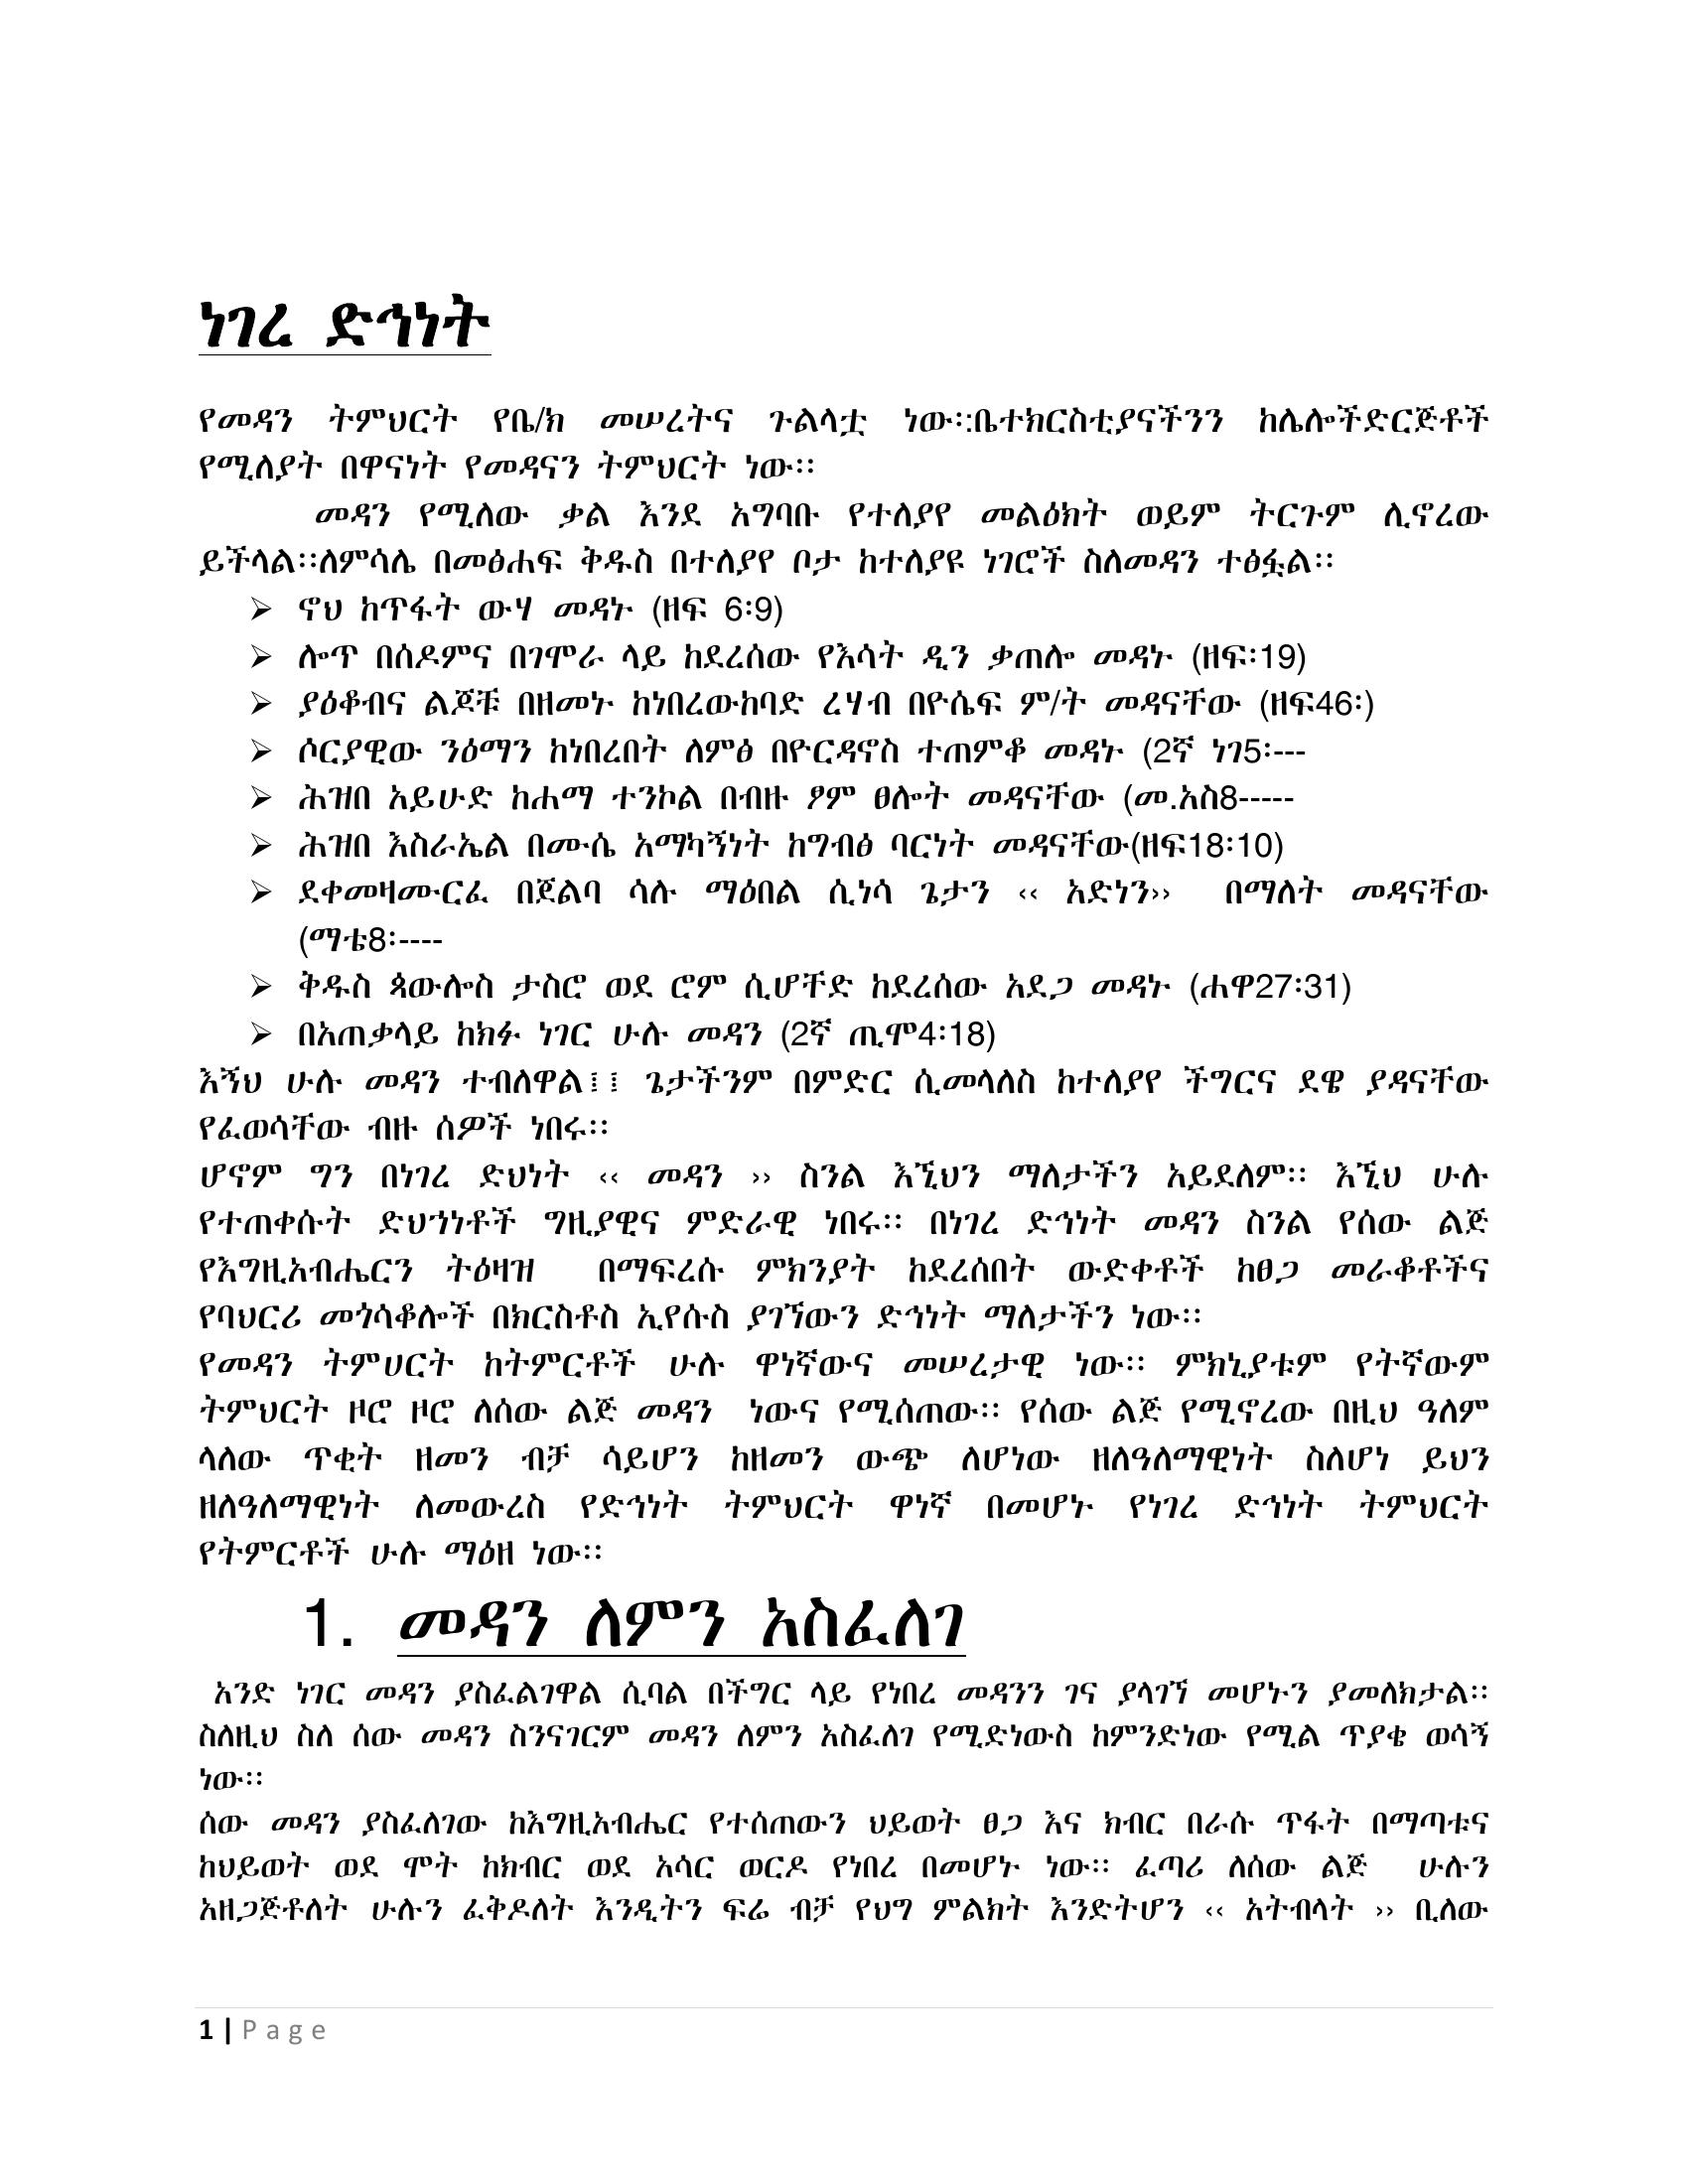 ነገረ ድኅነት
የመዳን ትምህርት የቤ/ክ መሠረትና ጉልላቷ ነው፡:ቤተክርስቲያናችንን ከሌሎችድርጅቶች
የሚለያት በዋናነት የመዳናን ትምህርት ነው፡፡
መዳን የሚለው ቃል እንደ አግባቡ የተለያየ መልዕክት ወይም ትርጉም ሊኖረው
ይችላል፡፡ለምሳሌ በመፅሐፍ ቅዱስ በተለያየ ቦታ ከተለያዩ ነገሮች ስለመዳን ተፅፏል፡፡
➢ ኖህ ከጥፋት ውሃ መዳኑ (ዘፍ 6፡9)
➢ ሎጥ በሰዶምና በገሞራ ላይ ከደረሰው የእሳት ዲን ቃጠሎ መዳኑ (ዘፍ፡19)
➢ ያዕቆብና ልጆቹ በዘመኑ ከነበረውከባድ ረሃብ በዮሴፍ ም/ት መዳናቸው (ዘፍ46፡)
➢ ሶርያዊው ንዕማን ከነበረበት ለምፅ በዮርዳኖስ ተጠምቆ መዳኑ (2ኛ ነገ5፡---
➢ ሕዝበ አይሁድ ከሐማ ተንኮል በብዙ ፆም ፀሎት መዳናቸው (መ.አስ8-----
➢ ሕዝበ እስራኤል በሙሴ አማካኝነት ከግብፅ ባርነት መዳናቸው(ዘፍ18፡10)
➢ ደቀመዛሙርፈ በጀልባ ሳሉ ማዕበል ሲነሳ ጌታን ‹‹ አድነን›› በማለት መዳናቸው
(ማቴ8፡----
➢ ቅዱስ ጳውሎስ ታስሮ ወደ ሮም ሲሆቸድ ከደረሰው አደጋ መዳኑ (ሐዋ27፡31)
➢ በአጠቃላይ ከክፉ ነገር ሁሉ መዳን (2ኛ ጢሞ4፡18)
እኝህ ሁሉ መዳን ተብለዋል፤፤ ጌታችንም በምድር ሲመላለስ ከተለያየ ችግርና ደዌ ያዳናቸው
የፈወሳቸው ብዙ ሰዎች ነበሩ፡፡
ሆኖም ግን በነገረ ድህነት ‹‹ መዳን ›› ስንል እኚህን ማለታችን አይደለም፡፡ እኚህ ሁሉ
የተጠቀሱት ድህኀነቶች ግዚያዊና ምድራዊ ነበሩ፡፡ በነገረ ድኅነት መዳን ስንል የሰው ልጅ
የእግዚአብሔርን ትዕዛዝ በማፍረሱ ምክንያት ከደረሰበት ውድቀቶች ከፀጋ መራቆቶችና
የባህርሪ መጎሳቆሎች በክርስቶስ ኢየሱስ ያገኘውን ድኅነት ማለታችን ነው፡፡
የመዳን ትምሀርት ከትምርቶች ሁሉ ዋነኛውና መሠረታዊ ነው፡፡ ምክኒያቱም የትኛውም
ትምህርት ዞሮ ዞሮ ለሰው ልጅ መዳን ነውና የሚሰጠው፡፡ የሰው ልጅ የሚኖረው በዚህ ዓለም
ላለው ጥቂት ዘመን ብቻ ሳይሆን ከዘመን ውጭ ለሆነው ዘለዓለማዊነት ስለሆነ ይህን
ዘለዓለማዊነት ለመውረስ የድኅነት ትምህርት ዋነኛ በመሆኑ የነገረ ድኅነት ትምህርት
የትምርቶች ሁሉ ማዕዘ ነው፡፡
1. መዳን ለምን አስፈለገ
አንድ ነገር መዳን ያስፈልገዋል ሲባል በችግር ላይ የነበረ መዳንን ገና ያላገኘ መሆኑን ያመለክታል፡፡
ስለዚህ ስለ ሰው መዳን ስንናገርም መዳን ለምን አስፈለገ የሚድነውስ ከምንድነው የሚል ጥያቄ ወሳኝ
ነው፡፡
ሰው መዳን ያስፈለገው ከእግዚአብሔር የተሰጠውን ህይወት ፀጋ እና ክብር በራሱ ጥፋት በማጣቱና
ከህይወት ወደ ሞት ከክብር ወደ አሳር ወርዶ የነበረ በመሆኑ ነው፡፡ ፈጣሪ ለሰው ልጅ ሁሉን
አዘጋጅቶለት ሁሉን ፈቅዶለት እንዲትን ፍሬ ብቻ የህግ ምልክት እንድትሆን ‹‹ አትብላት ›› ቢለው
1 | Page